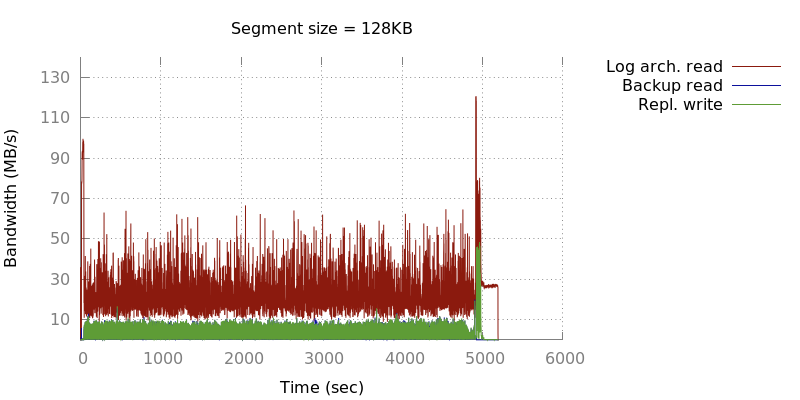 Segment size = 128KB
Log arch. read
Backup read
Repl. write
Bandwidth (MB/s)
130
110
90
70
50
30
10
0 1000 2000 3000 4000 5000 6000
Time (sec)